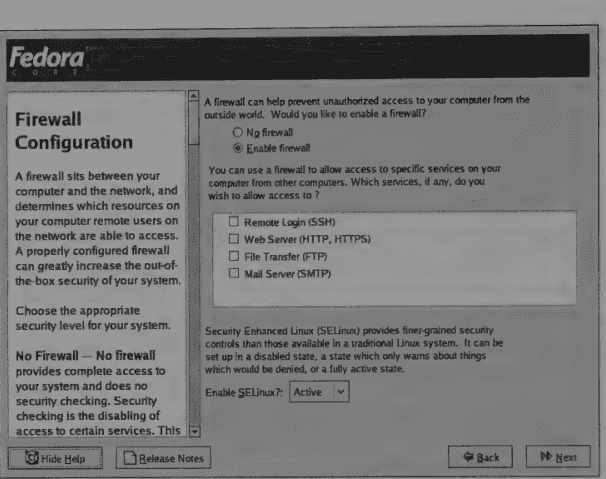 Fedora
CORE
Firewall
Configuration
A firewall sits between your
computer and the network, and
determines which resources on
your computer remote users on
the network are able to access.
A properly configured firewall
can greatly increase the out-of-
the-box security of your system.
Choose the appropriate
security level for your system.
No Firewall — No firewall
provides complete access to
your system and does no
security checking. Security
checking is the disabling of
access to certain services. This
A firewall can help prevent unauthorized access to your computer from the
outside world. Would you like to enable a firewall?
No firewall
Enable firewall
You can use a firewall to allow access to specific services on your
computer from other computers. Which services, if any, do you
wish to allow access to ?
Remote Login (SSH)
Web Server (HTTP, HTTPS)
File Transfer (FTP)
Mail Server (SMTP)
Security Enhanced Linux (SELinux) provides finer-grained security
controls than those available in a traditional Linux system. It can be
set up in a disabled state, a state which only warns about things
which would be denied, or a fully active state.
Enable SELinux?: Active
Hide Help
Release Notes
Back
Next